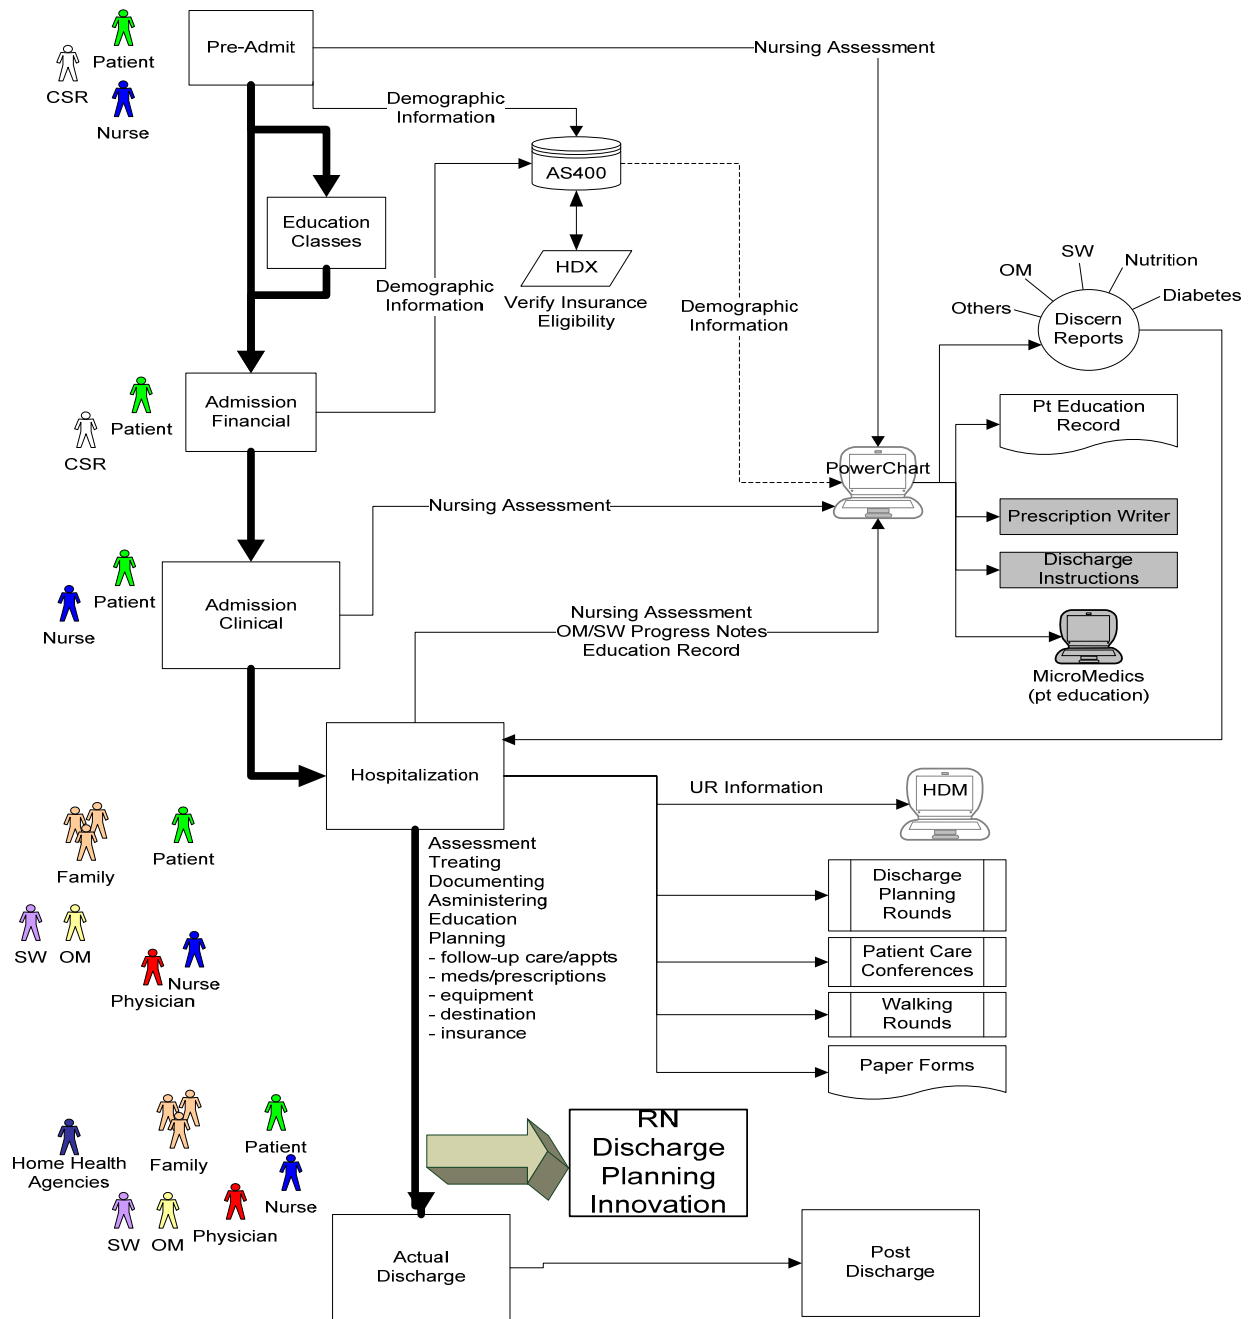 Pre-Admit
Patient
CSR
Nurse
Nursing Assessment
Demographic
Information
AS400
Education
Classes
HDX
Verify Insurance
Eligibility
Demographic
Information
Demographic
Information
SW
OM
Nutrition
Others
Diabetes
Discern
Reports
Admission
Financial
Patient
CSR
Pt Education
Record
PowerChart
Nursing Assessment
Prescription Writer
Discharge
Instructions
Admission
Clinical
Patient
Nurse
Nursing Assessment
OM/SW Progress Notes
Education Record
MicroMedics
(pt education)
Hospitalization
UR Information
HDM
Family
Patient
SW
OM
Nurse
Physician
Assessment
Treating
Documenting
Asministering
Education
Planning
- follow-up care/appts
- meds/prescriptions
- equipment
- destination
- insurance
Discharge
Planning
Rounds
Patient Care
Conferences
Walking
Rounds
Paper Forms
RN
Discharge
Planning
Innovation
Home Health
Agencies
Family
Patient
Nurse
SW
OM
Physician
Actual
Discharge
Post
Discharge